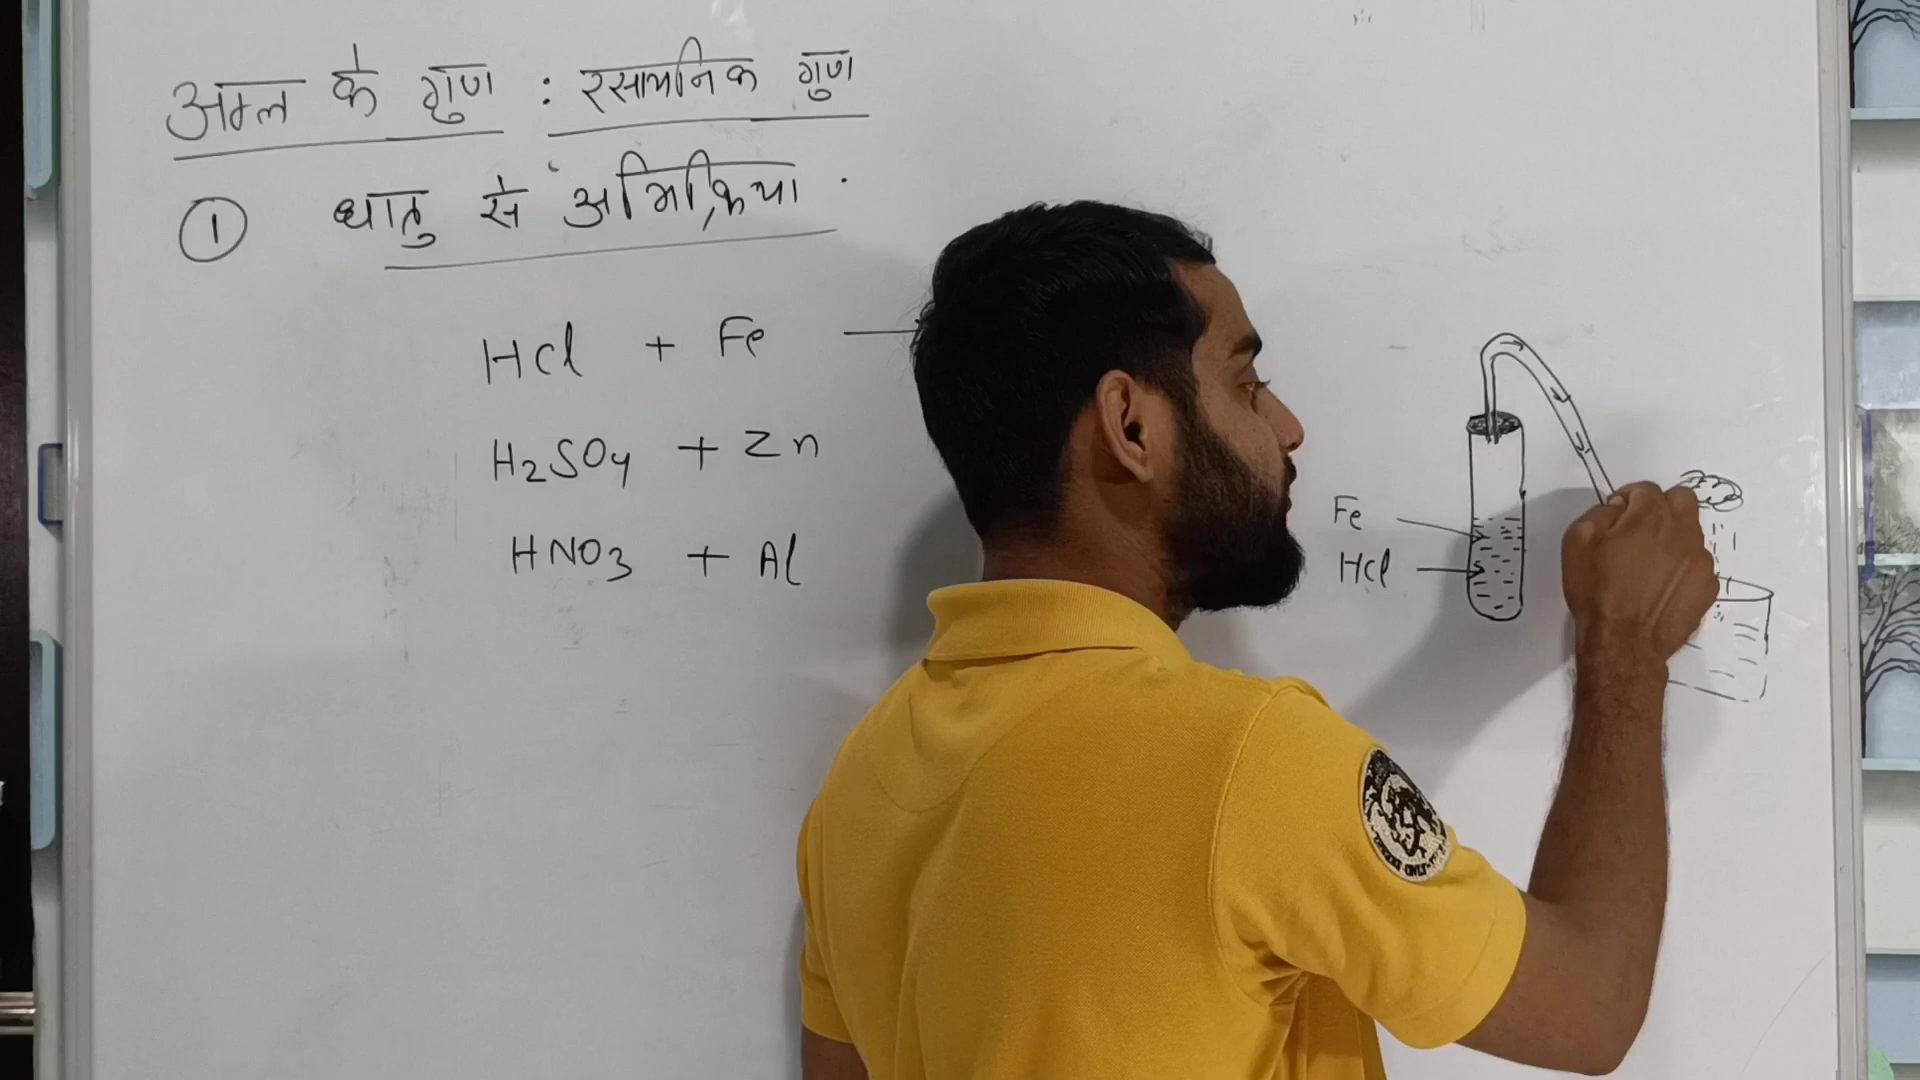 अम्ल के गुण : रसायनिक गुण
① धातु से अभिक्रिया .
HCl + Fe
H2SO4 + Zn
HNO3 + Al
Fe
HCl